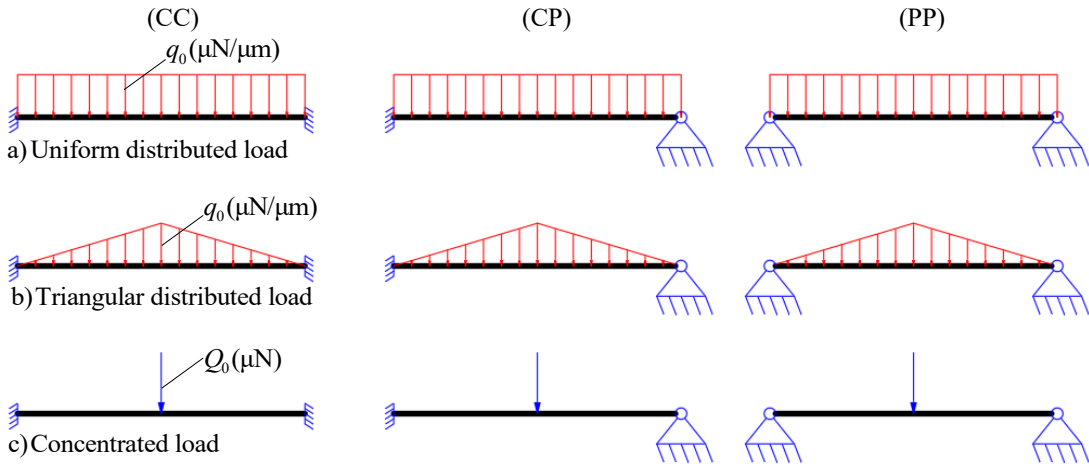 (CC) (CP) (PP)
q₀(μN/μm)
a) Uniform distributed load
q₀(μN/μm)
b) Triangular distributed load
Q₀(μN)
c) Concentrated load